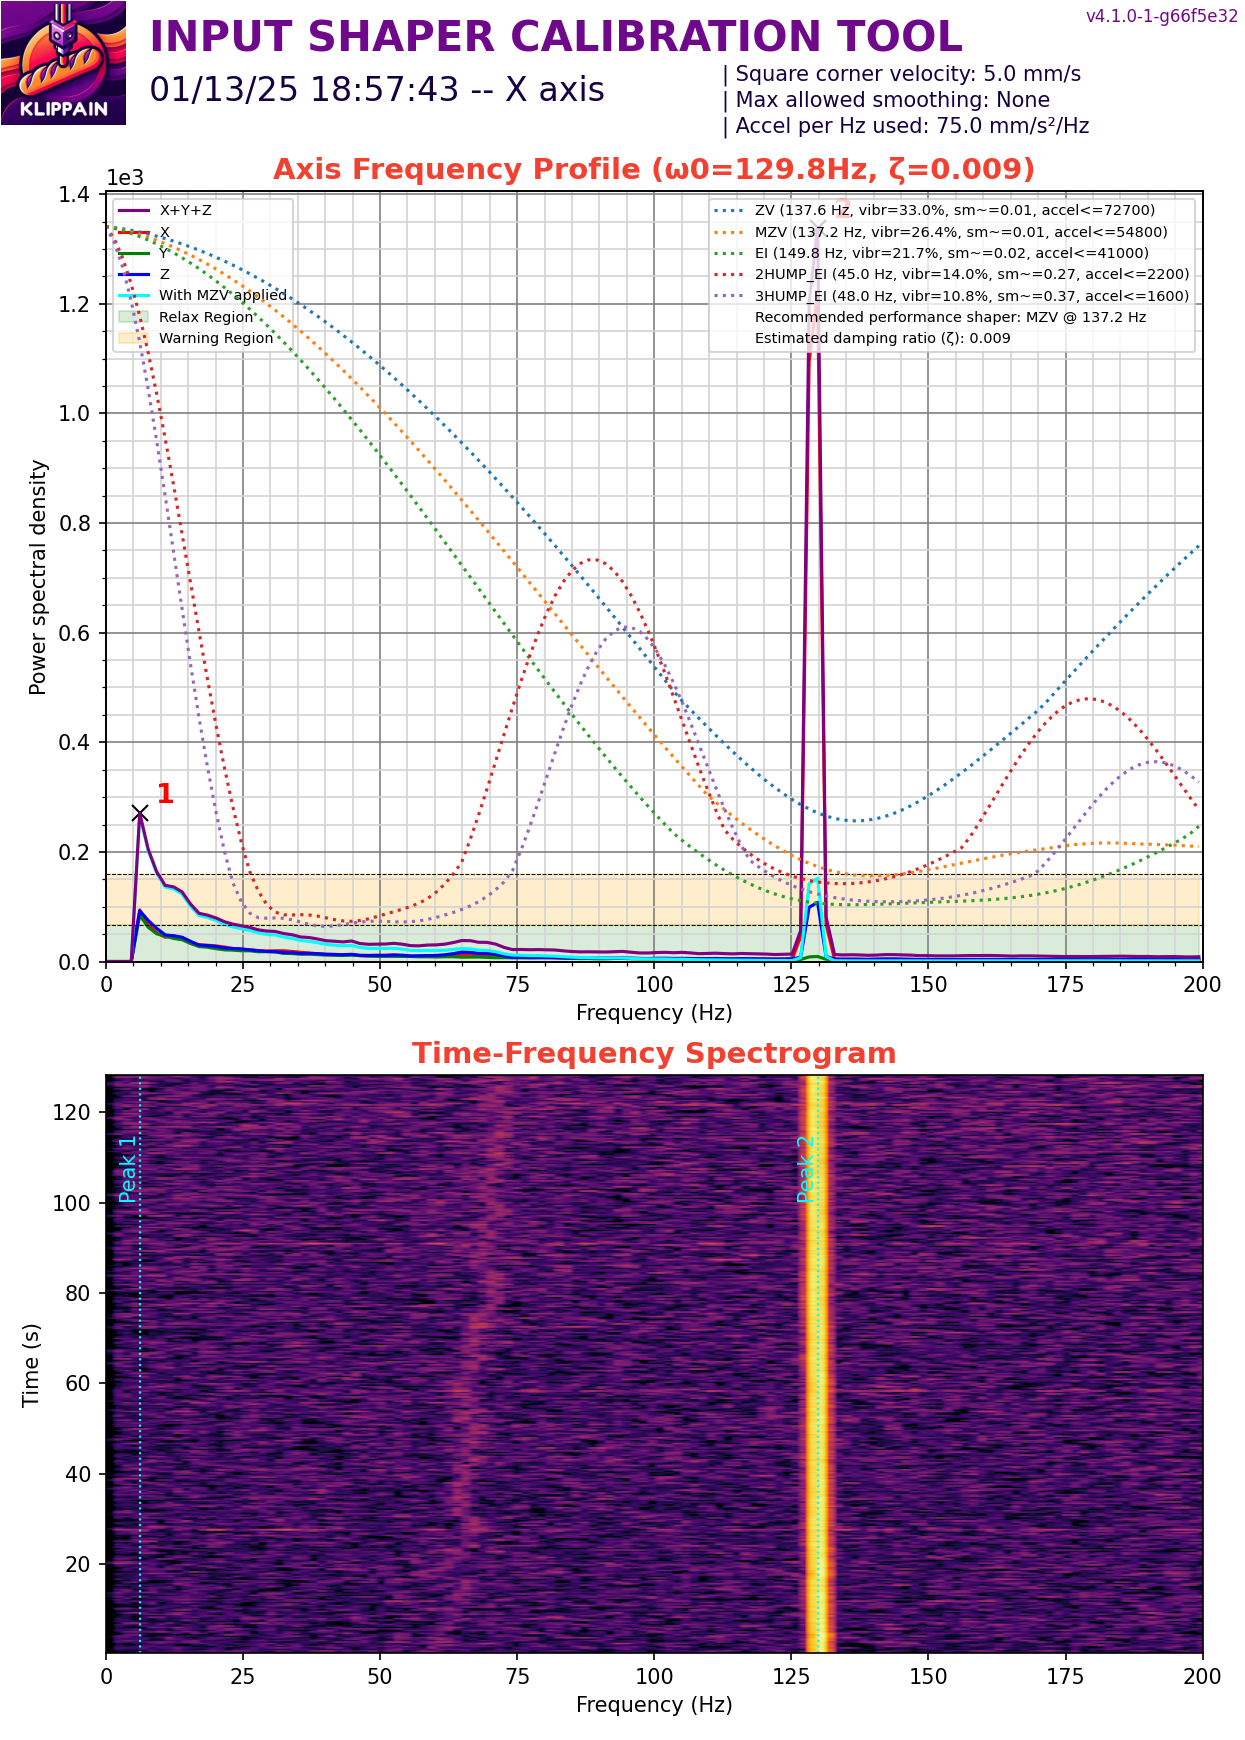 v4.1.0-1-g66f5e32
INPUT SHAPER CALIBRATION TOOL
01/13/25 18:57:43 -- X axis
| Square corner velocity: 5.0 mm/s
| Max allowed smoothing: None
| Accel per Hz used: 75.0 mm/s²/Hz
KLIPPAIN
Axis Frequency Profile (ω0=129.8Hz, ζ=0.009)
1e3
1.4
1.2
1.0
0.8
0.6
0.4
0.2
0.0
Power spectral density
X+Y+Z
X
Y
Z
With MZV applied
Relax Region
Warning Region
2
ZV (137.6 Hz, vibr=33.0%, sm~=0.01, accel<=72700)
MZV (137.2 Hz, vibr=26.4%, sm~=0.01, accel<=54800)
EI (149.8 Hz, vibr=21.7%, sm~=0.02, accel<=41000)
2HUMP_EI (45.0 Hz, vibr=14.0%, sm~=0.27, accel<=2200)
3HUMP_EI (48.0 Hz, vibr=10.8%, sm~=0.37, accel<=1600)
Recommended performance shaper: MZV @ 137.2 Hz
Estimated damping ratio (ζ): 0.009
1
0 25 50 75 100 125 150 175 200
Frequency (Hz)
Time-Frequency Spectrogram
120
100
80
60
40
20
Time (s)
Peak 1
Peak 2
0 25 50 75 100 125 150 175 200
Frequency (Hz)